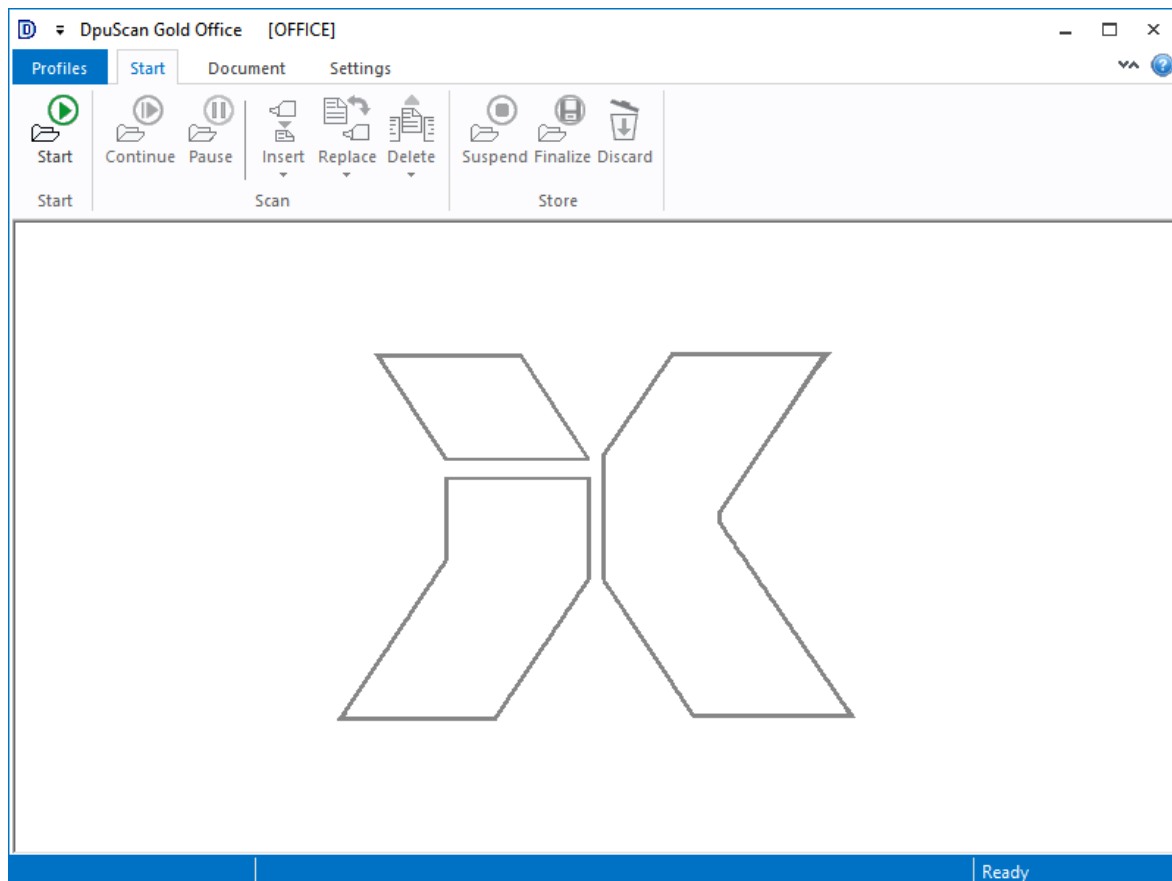 D DpuScan Gold Office [OFFICE]
Profiles Start Document Settings
Start Continue Pause Insert Replace Delete Suspend Finalize Discard
Start Scan Store
Ready